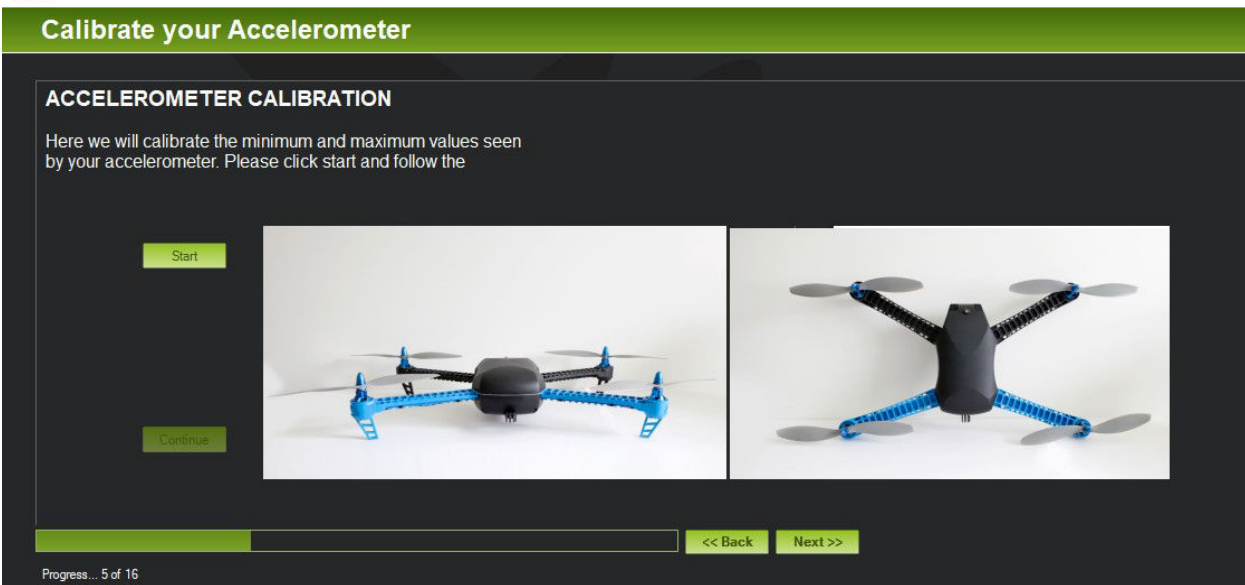 Calibrate your Accelerometer
ACCELEROMETER CALIBRATION
Here we will calibrate the minimum and maximum values seen
by your accelerometer. Please click start and follow the
Start
Continue
<< Back
Next >>
Progress... 5 of 16